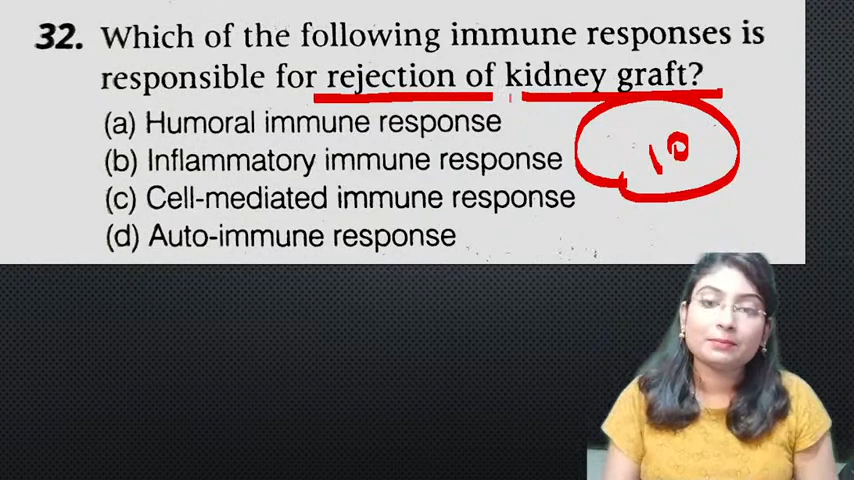 32. Which of the following immune responses is
responsible for rejection of kidney graft?
(a) Humoral immune response
(b) Inflammatory immune response
(c) Cell-mediated immune response
(d) Auto-immune response
10